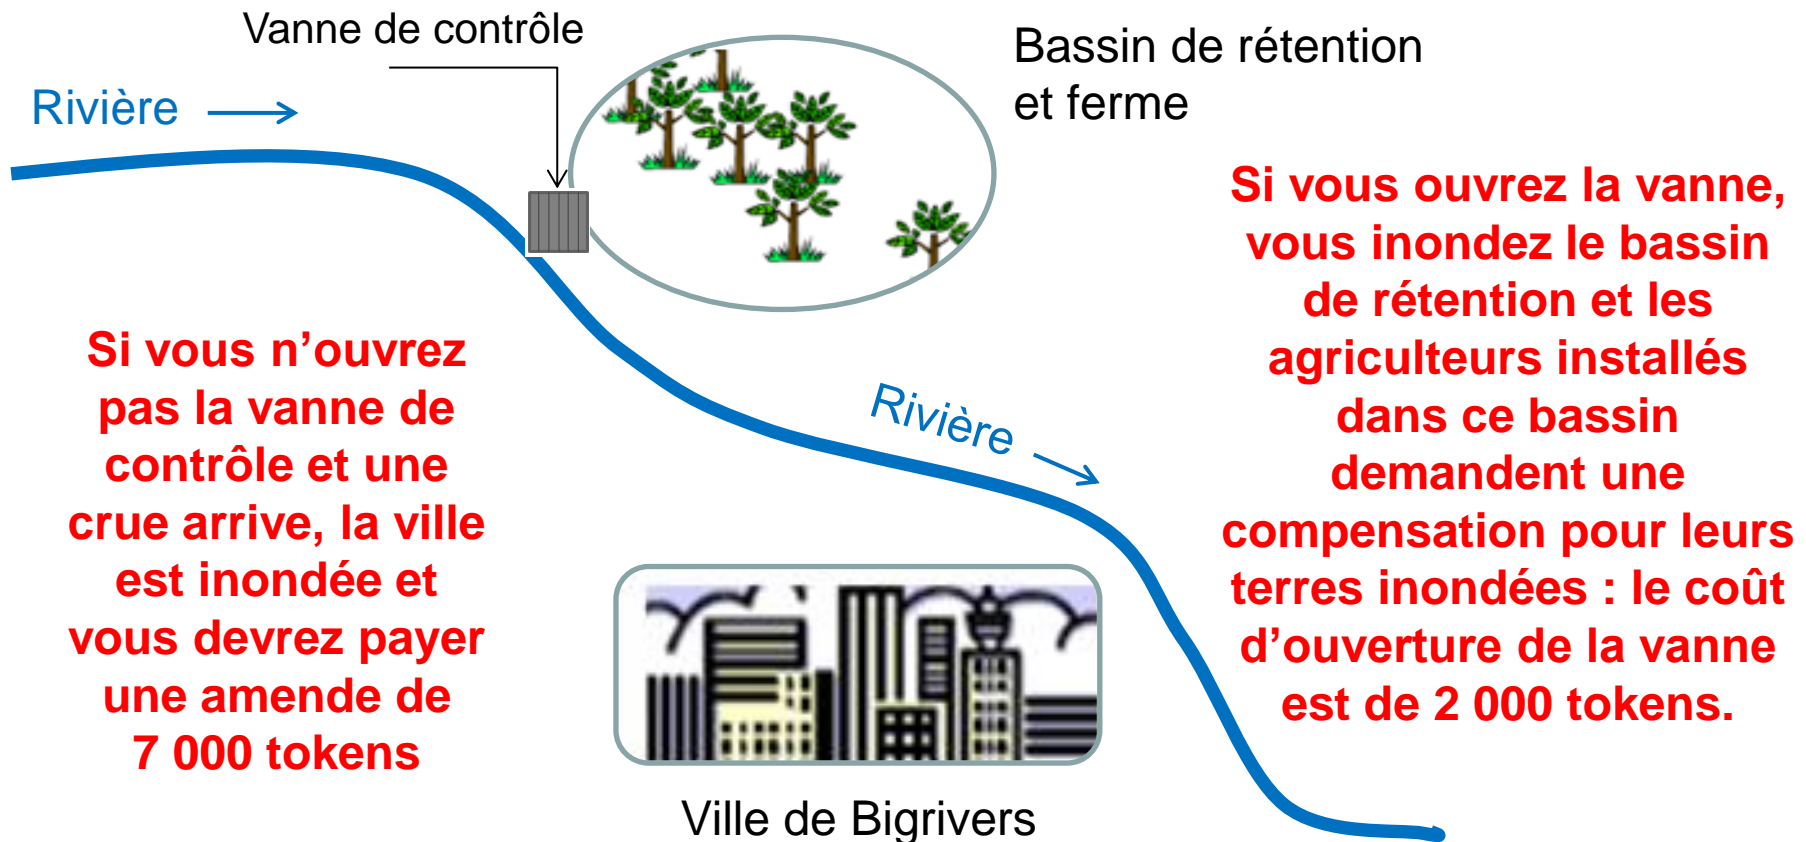 Vanne de contrôle
Bassin de rétention
et ferme
Rivière
Si vous ouvrez la vanne,
vous inondez le bassin
de rétention et les
agriculteurs installés
dans ce bassin
demandent une
compensation pour leurs
terres inondées : le coût
d’ouverture de la vanne
est de 2 000 tokens.
Si vous n’ouvrez
pas la vanne de
contrôle et une
crue arrive, la ville
est inondée et
vous devrez payer
une amende de
7 000 tokens
Rivière
Ville de Bigrivers